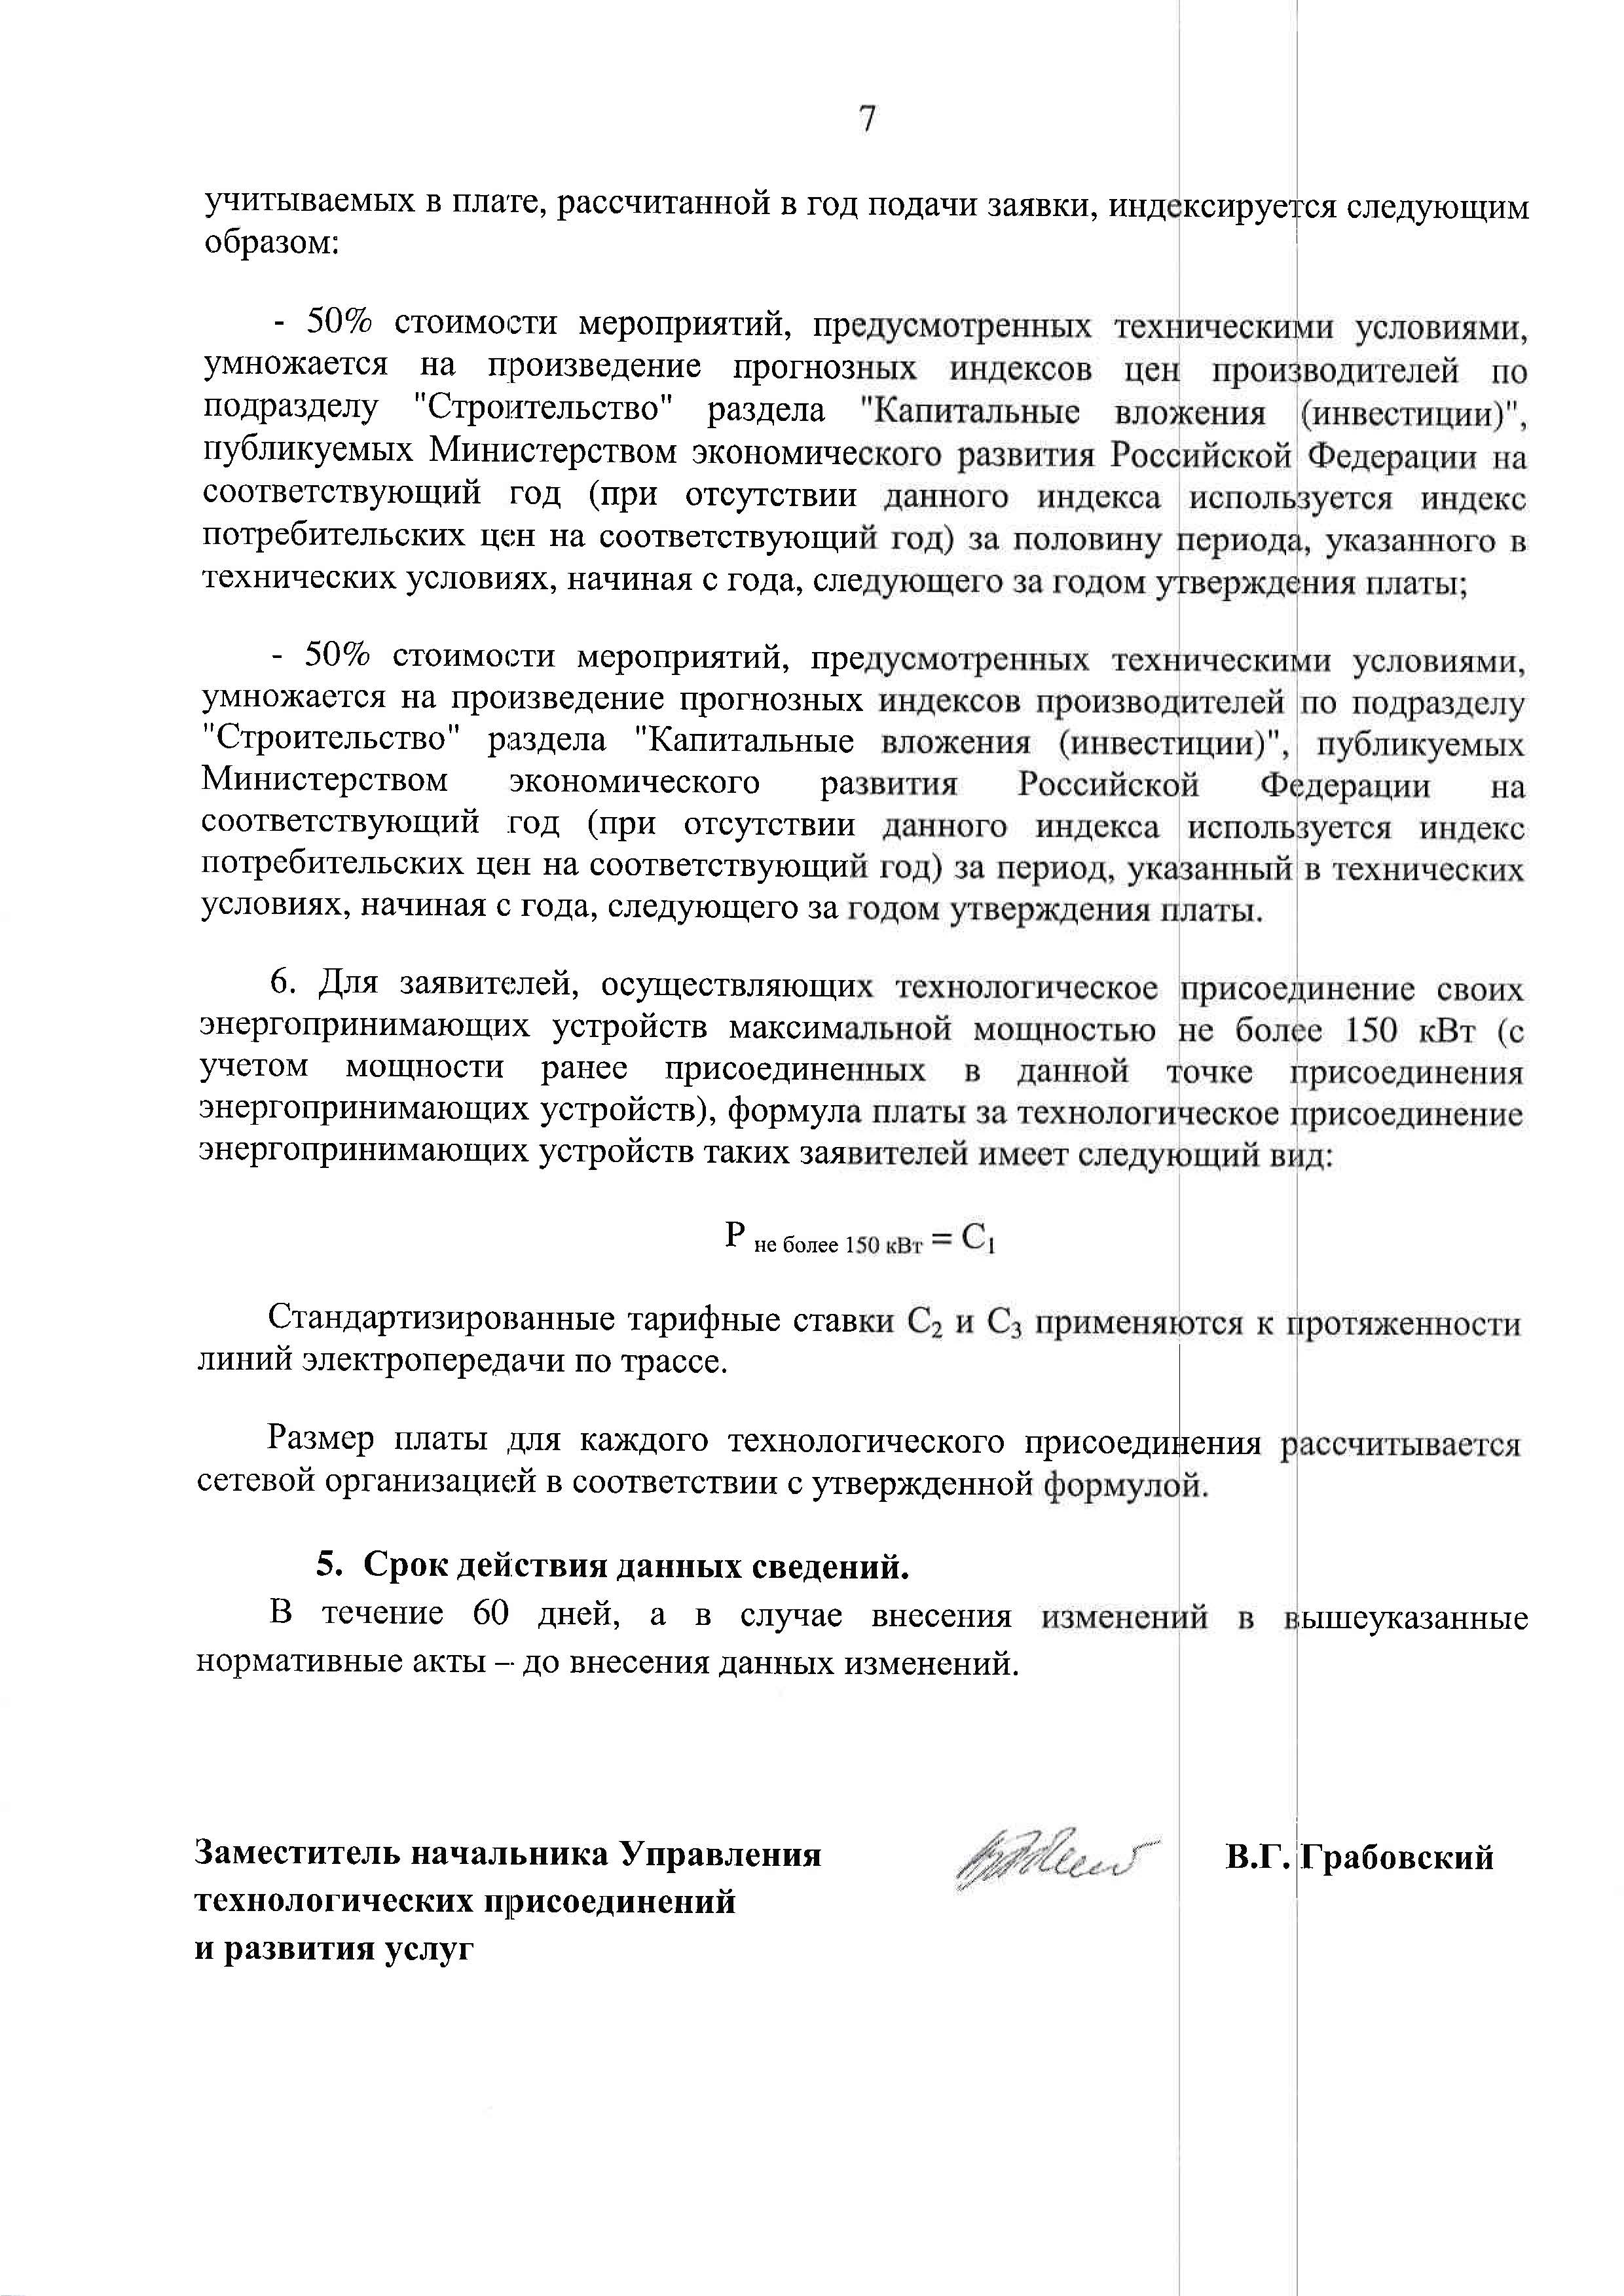 7
учитываемых в плате, рассчитанной в год подачи заявки, индексируется следующим
образом:
- 50% стоимости мероприятий, предусмотренных техническими условиями,
умножается на произведение прогнозных индексов цен производителей по
подразделу "Строительство" раздела "Капитальные вложения (инвестиции)",
публикуемых Министерством экономического развития Российской Федерации на
соответствующий год (при отсутствии данного индекса используется индекс
потребительских цен на соответствующий год) за половину периода, указанного в
технических условиях, начиная с года, следующего за годом утверждения платы;
- 50% стоимости мероприятий, предусмотренных техническими условиями,
умножается на произведение прогнозных индексов производителей по подразделу
"Строительство" раздела "Капитальные вложения (инвестиции)", публикуемых
Министерством экономического развития Российской Федерации на
соответствующий год (при отсутствии данного индекса используется индекс
потребительских цен на соответствующий год) за период, указанный в технических
условиях, начиная с года, следующего за годом утверждения платы.
6. Для заявителей, осуществляющих технологическое присоединение своих
энергопринимающих устройств максимальной мощностью не более 150 кВт (с
учетом мощности ранее присоединенных в данной точке присоединения
энергопринимающих устройств), формула платы за технологическое присоединение
энергопринимающих устройств таких заявителей имеет следующий вид:
Р не более 150 кВт = С₁
Стандартизированные тарифные ставки С₂ и С₃ применяются к протяженности
линий электропередачи по трассе.
Размер платы для каждого технологического присоединения рассчитывается
сетевой организацией в соответствии с утвержденной формулой.
5. Срок действия данных сведений.
В течение 60 дней, а в случае внесения изменений в вышеуказанные
нормативные акты – до внесения данных изменений.
Заместитель начальника Управления В.Г. Грабовский
технологических присоединений
и развития услуг